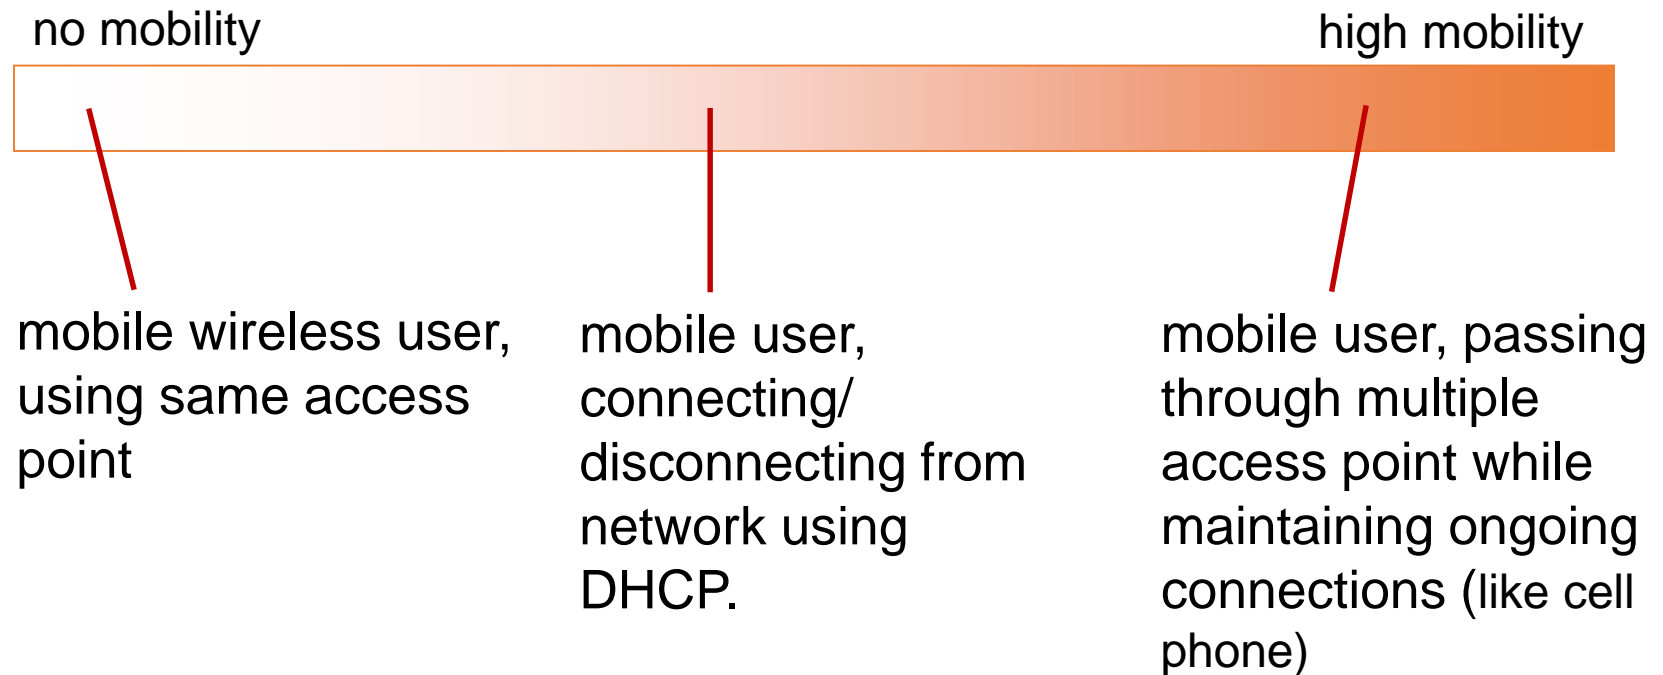 no mobility
high mobility
mobile wireless user,
using same access
point
mobile user,
connecting/
disconnecting from
network using
DHCP.
mobile user, passing
through multiple
access point while
maintaining ongoing
connections (like cell
phone)